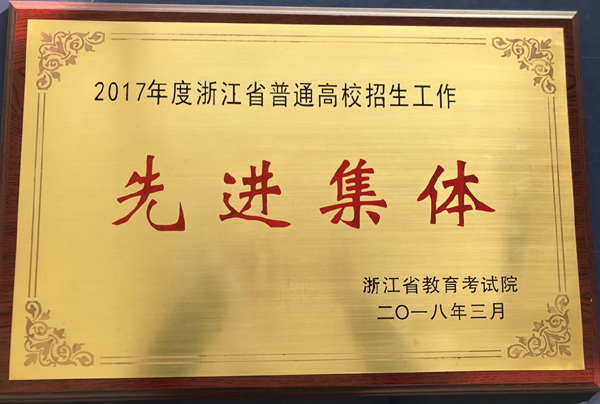 2017年度浙江省普通高校招生工作
先进集体
浙江省教育考试院
二〇一八年三月